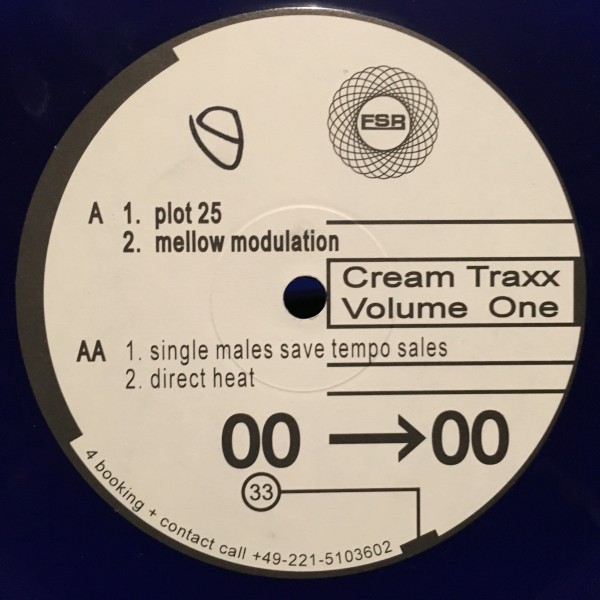 FSR
A 1. plot 25
2. mellow modulation
Cream Traxx
Volume One
AA 1. single males save tempo sales
2. direct heat
00 → 00
33
4 booking + contact call +49-221-5103602